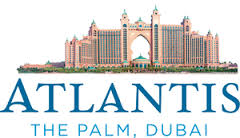 ATLANTIS
THE PALM, DUBAI